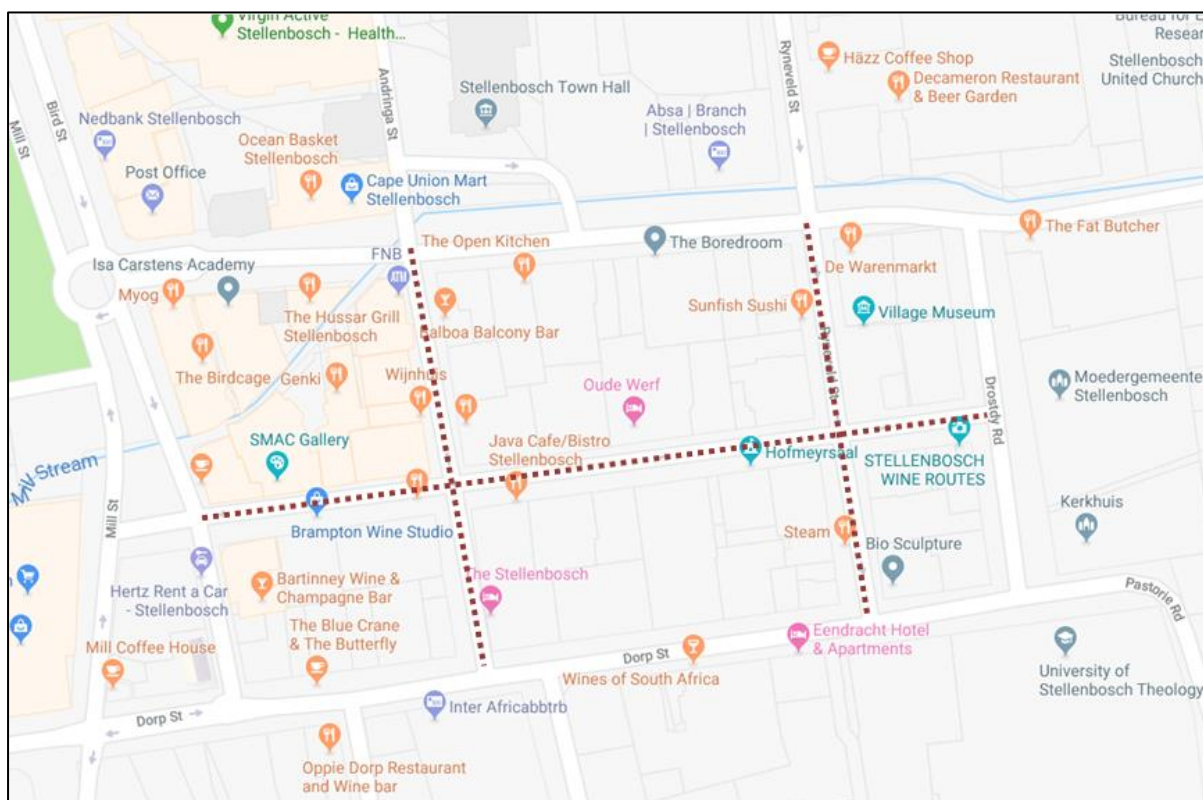 Virgin Active
Stellenbosch - Health...
Bureau for E
Resear
Ryneveld St
Häzz Coffee Shop
Stellenbosch
United Church
Andringa St
Stellenbosch Town Hall
Decameron Restaurant
& Beer Garden
Bird St
Mill St
Nedbank Stellenbosch
Absa | Branch
| Stellenbosch
Ocean Basket
Stellenbosch
Post Office
Cape Union Mart
Stellenbosch
The Fat Butcher
The Open Kitchen
The Boredroom
FNB
ATM
De Warenmarkt
Isa Carstens Academy
Myog
The Hussar Grill
Stellenbosch
Balboa Balcony Bar
Sunfish Sushi
Village Museum
Ryneveld St
The Birdcage
Genki
Wijnhuis
Oude Werf
Drostdy Rd
Moedergemeente
Stellenbosch
SMAC Gallery
Java Cafe/Bistro
Stellenbosch
Hofmeyrsaal
STELLENBOSCH
WINE ROUTES
Stream
Mill St
Brampton Wine Studio
Steam
Kerkhuis
Bio Sculpture
Hertz Rent a Car
- Stellenbosch
Bartinney Wine &
Champagne Bar
The Stellenbosch
Pastorie Rd
The Blue Crane
& The Butterfly
Mill Coffee House
Dorp St
Eendracht Hotel
& Apartments
Wines of South Africa
University of
Stellenbosch Theology
Dorp St
Inter Africabbtrb
Oppie Dorp Restaurant
and Wine bar